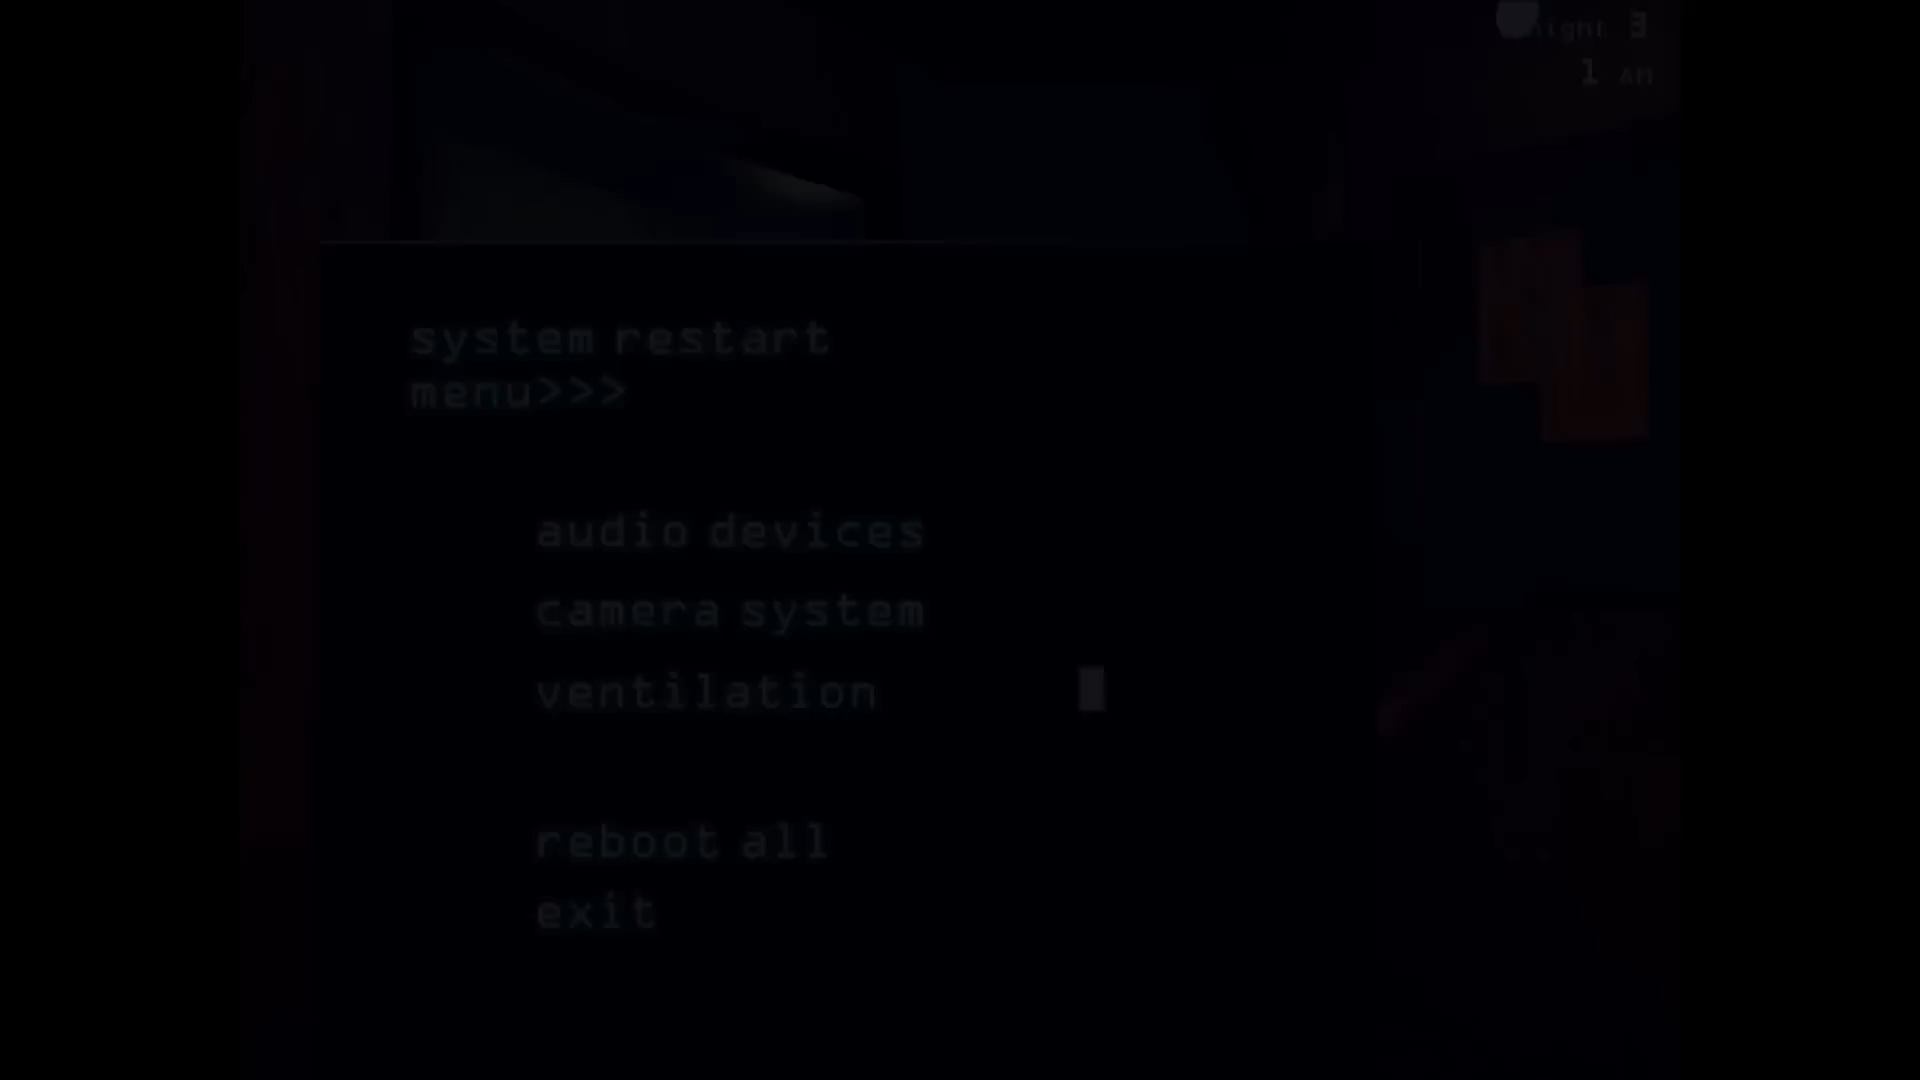 night 3
1 AM
system restart
menu>>>
audio devices
camera system
ventilation
reboot all
exit